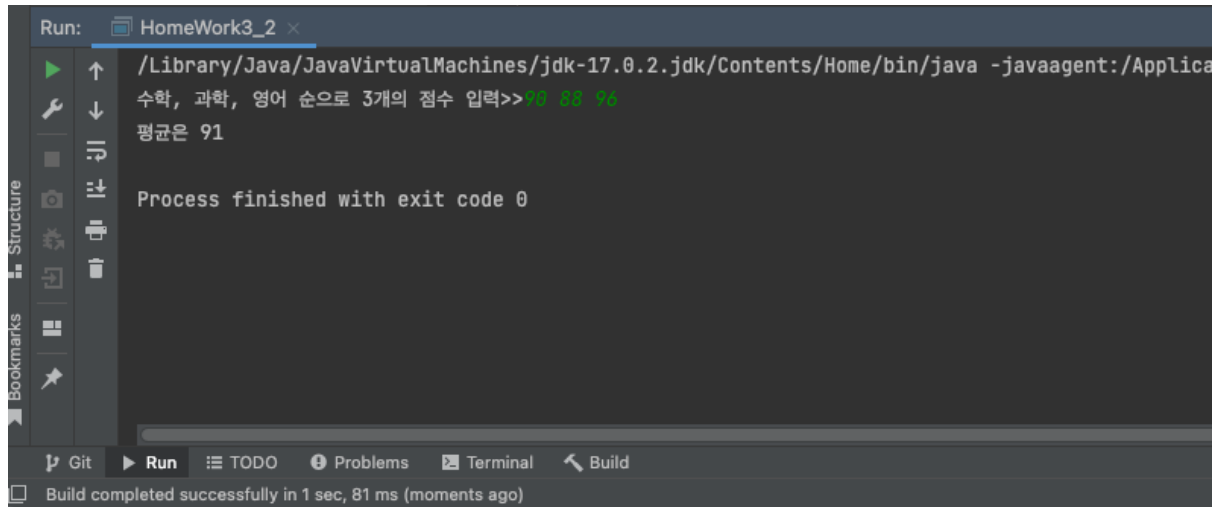 Run: HomeWork3_2
/Library/Java/JavaVirtualMachines/jdk-17.0.2.jdk/Contents/Home/bin/java -javaagent:/Applica
수학, 과학, 영어 순으로 3개의 점수 입력>>90 88 96
평균은 91
Process finished with exit code 0
Structure
Bookmarks
Git Run TODO Problems Terminal Build
Build completed successfully in 1 sec, 81 ms (moments ago)